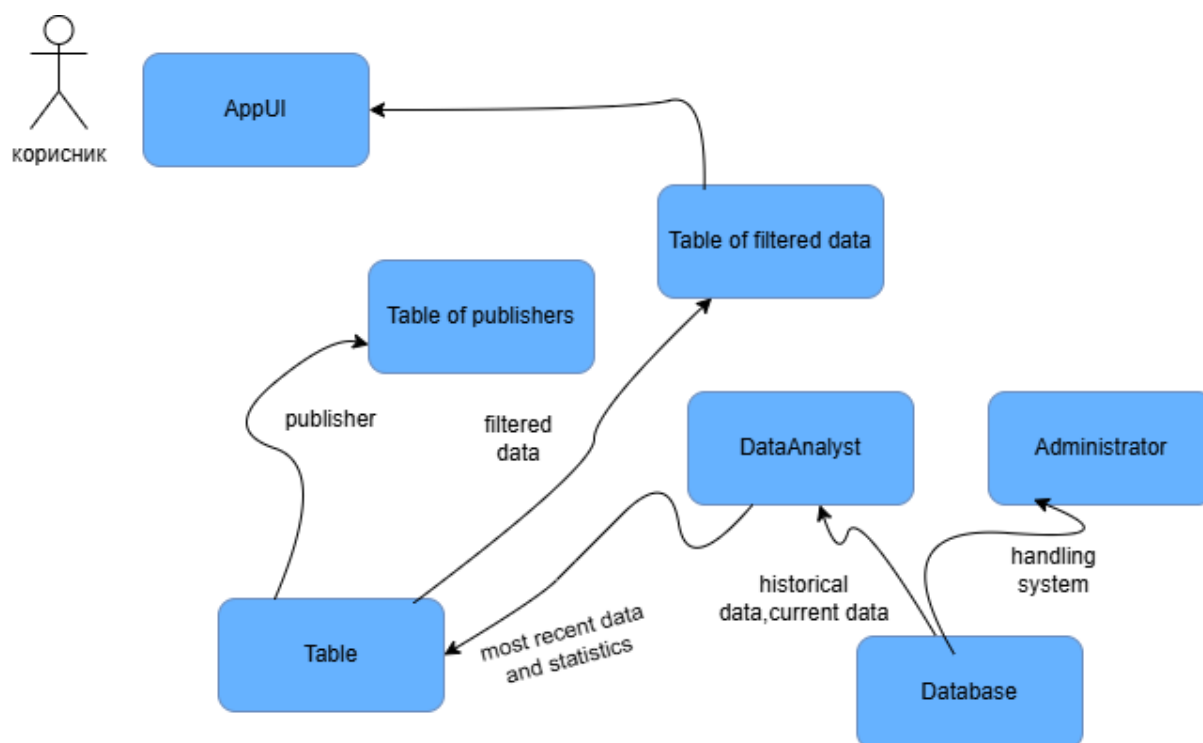 AppUI
корисник
Table of filtered data
Table of publishers
publisher
filtered
data
DataAnalyst
Administrator
historical
data,current data
handling
system
most recent data
and statistics
Table
Database